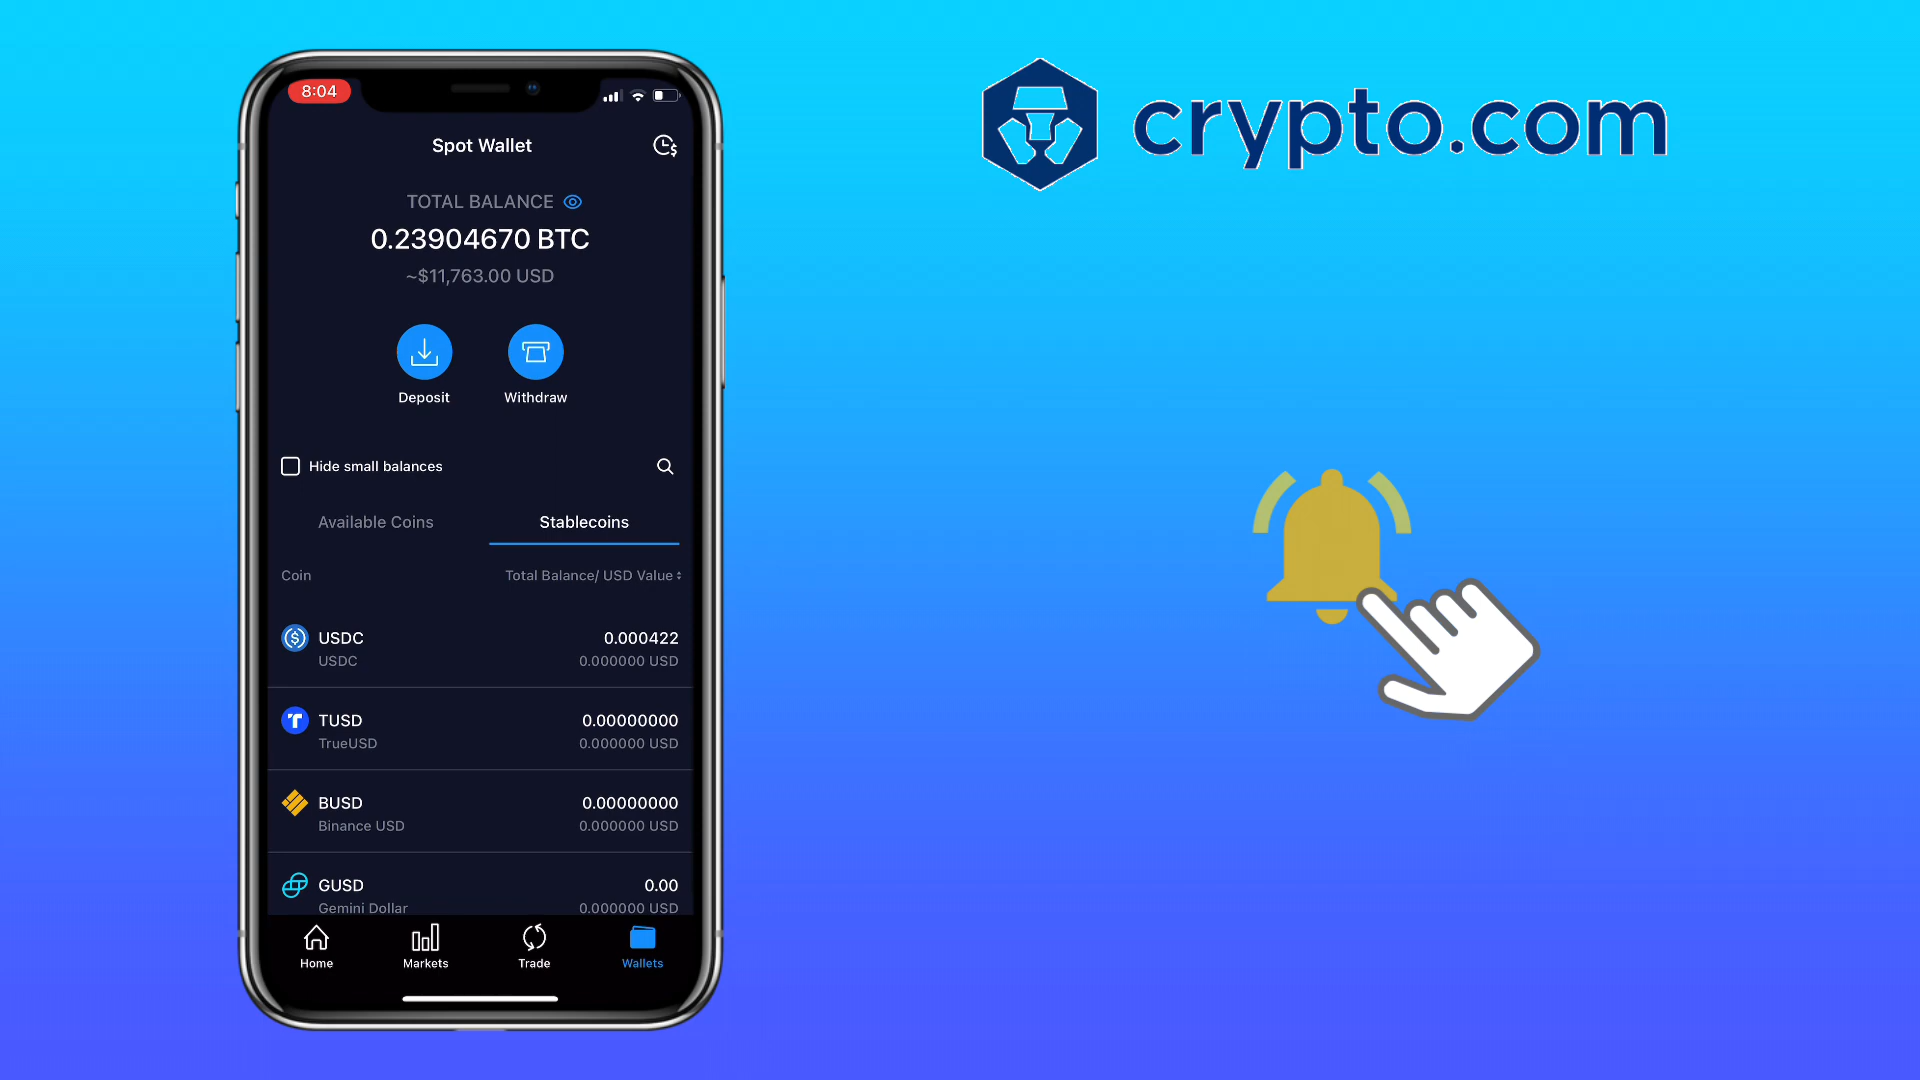 8:04
Spot Wallet
TOTAL BALANCE
0.23904670 BTC
~$11,763.00 USD
Deposit Withdraw
Hide small balances
Available Coins Stablecoins
Coin Total Balance/ USD Value
USDC 0.000422
USDC 0.000000 USD
TUSD 0.00000000
TrueUSD 0.000000 USD
BUSD 0.00000000
Binance USD 0.000000 USD
GUSD 0.00
Gemini Dollar 0.000000 USD
Home Markets Trade Wallets
crypto.com